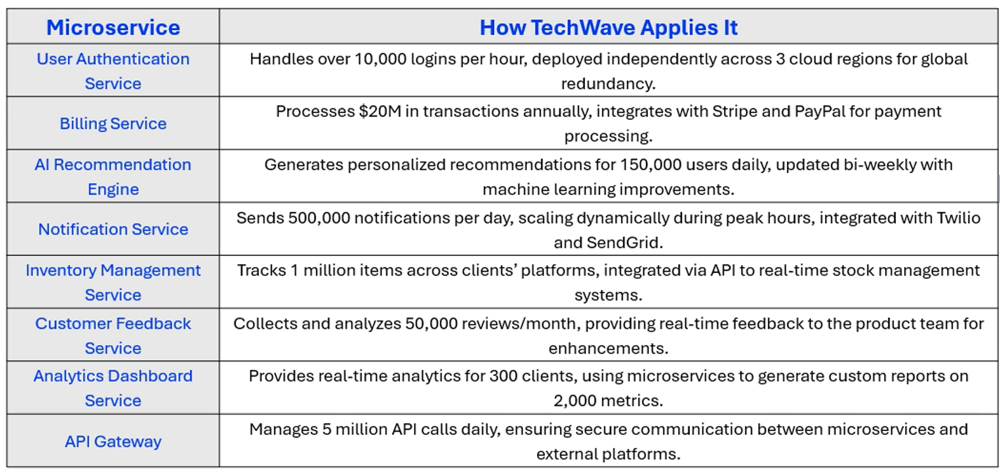 Microservice
How TechWave Applies It
User Authentication
Service
Handles over 10,000 logins per hour, deployed independently across 3 cloud regions for global
redundancy.
Billing Service
Processes $20M in transactions annually, integrates with Stripe and PayPal for payment
processing.
AI Recommendation
Engine
Generates personalized recommendations for 150,000 users daily, updated bi-weekly with
machine learning improvements.
Notification Service
Sends 500,000 notifications per day, scaling dynamically during peak hours, integrated with Twilio
and SendGrid.
Inventory Management
Service
Tracks 1 million items across clients’ platforms, integrated via API to real-time stock management
systems.
Customer Feedback
Service
Collects and analyzes 50,000 reviews/month, providing real-time feedback to the product team for
enhancements.
Analytics Dashboard
Service
Provides real-time analytics for 300 clients, using microservices to generate custom reports on
2,000 metrics.
API Gateway
Manages 5 million API calls daily, ensuring secure communication between microservices and
external platforms.